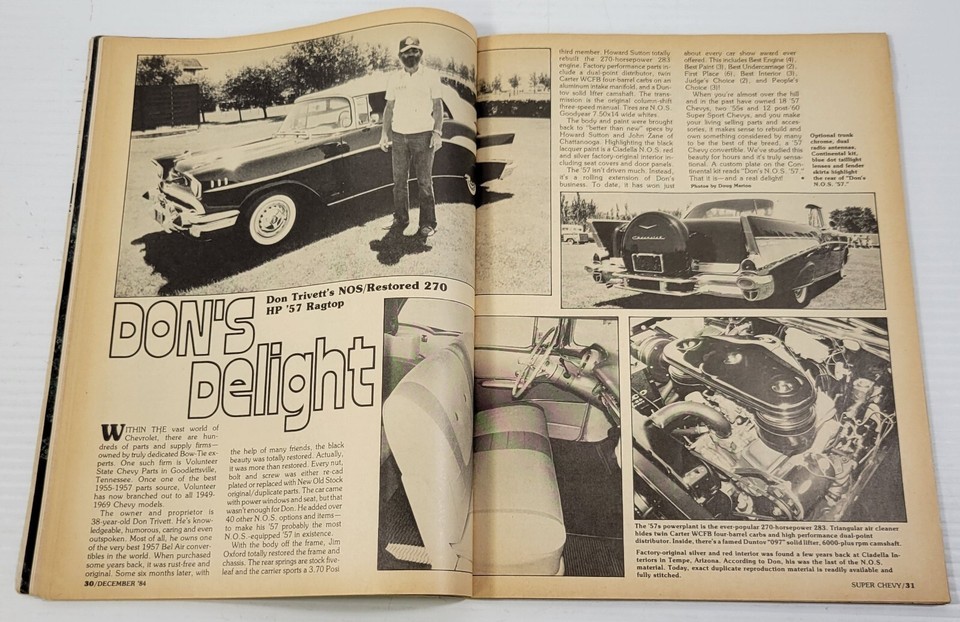 DON'S
Delight
Don Trivett's NOS/Restored 270
HP '57 Ragtop
WITHIN THE vast world of
Chevrolet, there are hun-
dreds of parts and supply firms—
owned by truly dedicated Bow-Tie ex-
perts. One such firm is Volunteer
State Chevy Parts in Goodlettsville,
Tennessee. Once one of the best
1955-1957 parts source, Volunteer
has now branched out to all 1949-
1969 Chevy models.
The owner and proprietor is
38-year-old Don Trivett. He's know-
ledgeable, humorous, caring and even
outspoken. Most of all, he owns one
of the very best 1957 Bel Air conver-
tibles in the world. When purchased
some years back, it was rust-free and
original. Some six months later, with
the help of many friends, the black
beauty was totally restored. Actually,
it was more than restored. Every nut,
bolt and screw was either re-cad
plated or replaced with New Old Stock
original/duplicate parts. The car came
with power windows and seat, but that
wasn't enough for Don. He added over
40 other N.O.S. options and items—
to make his '57 probably the most
N.O.S.-equipped '57 in existence.
With the body off the frame, Jim
Oxford totally restored the frame and
chassis. The rear springs are stock five-
leaf and the carrier sports a 3.70 Posi
30/DECEMBER '84
third member. Howard Sutton totally
rebuilt the 270-horsepower 283
engine. Factory performance parts in-
clude a dual-point distributor, twin
Carter WCFB four-barrel carbs on an
aluminum intake manifold, and a Don-
tov solid lifter camshaft. The trans-
mission is the original column-shift
three-speed manual. Tires are N.O.S.
Goodyear 7.50x14 wide whites.
The body and paint were brought
back to "better than new" specs by
Howard Sutton and John Zane of
Chattanooga. Highlighting the black
lacquer paint is a Ciadella N.O.S. red
and silver factory-original interior in-
cluding seat covers and door panels.
The '57 isn't driven much. Instead,
it's a rolling extension of Don's
business. To date, it has won just
about every car show award ever
offered. This includes Best Engine (4),
Best Paint (3), Best Undercarriage (2),
First Place (6), Best Interior (3),
Judge's Choice (2), and People's
Choice (3)!
When you're almost over the hill
and in the past have owned 18 '57
Chevys, two '55s and 12 post-'60
Super Sport Chevys, and you make
your living selling parts and acces-
sories, it makes sense to rebuild and
own something considered by many
to be the best of the breed, a '57
Chevy convertible. We've studied this
beauty for hours and it's truly sensa-
tional. A custom plate on the Con-
tinental kit reads "Don's N.O.S. '57."
That it is—and a real delight!
Photos by Doug Marion
Optional trunk
chrome, dual
radio antennas,
Continental kit,
blue dot taillight
lenses and fender
skirts highlight
the rear of "Don's
N.O.S. '57."
Chevrolet
The '57's powerplant is the ever-popular 270-horsepower 283. Triangular air cleaner
hides twin Carter WCFB four-barrel carbs and high performance dual-point
distributor. Inside, there's a famed Duntov "097" solid lifter, 6000-plus rpm camshaft.
Factory-original silver and red interior was found a few years back at Ciadella In-
teriors in Tempe, Arizona. According to Don, his was the last of the N.O.S.
material. Today, exact duplicate reproduction material is readily available and
fully stitched.
SUPER CHEVY/31